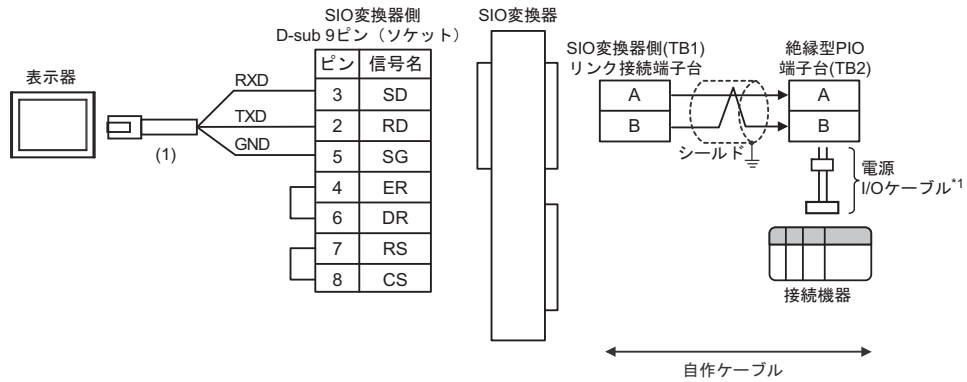 SIO変換器側
D-sub 9ピン（ソケット）
SIO変換器
SIO変換器側(TB1)
リンク接続端子台
絶縁型PIO
端子台(TB2)
表示器
(1)
RXD
TXD
GND
ピン 信号名
3 SD
2 RD
5 SG
4 ER
6 DR
7 RS
8 CS
A
B
シールド
A
B
電源
I/Oケーブル*1
接続機器
自作ケーブル